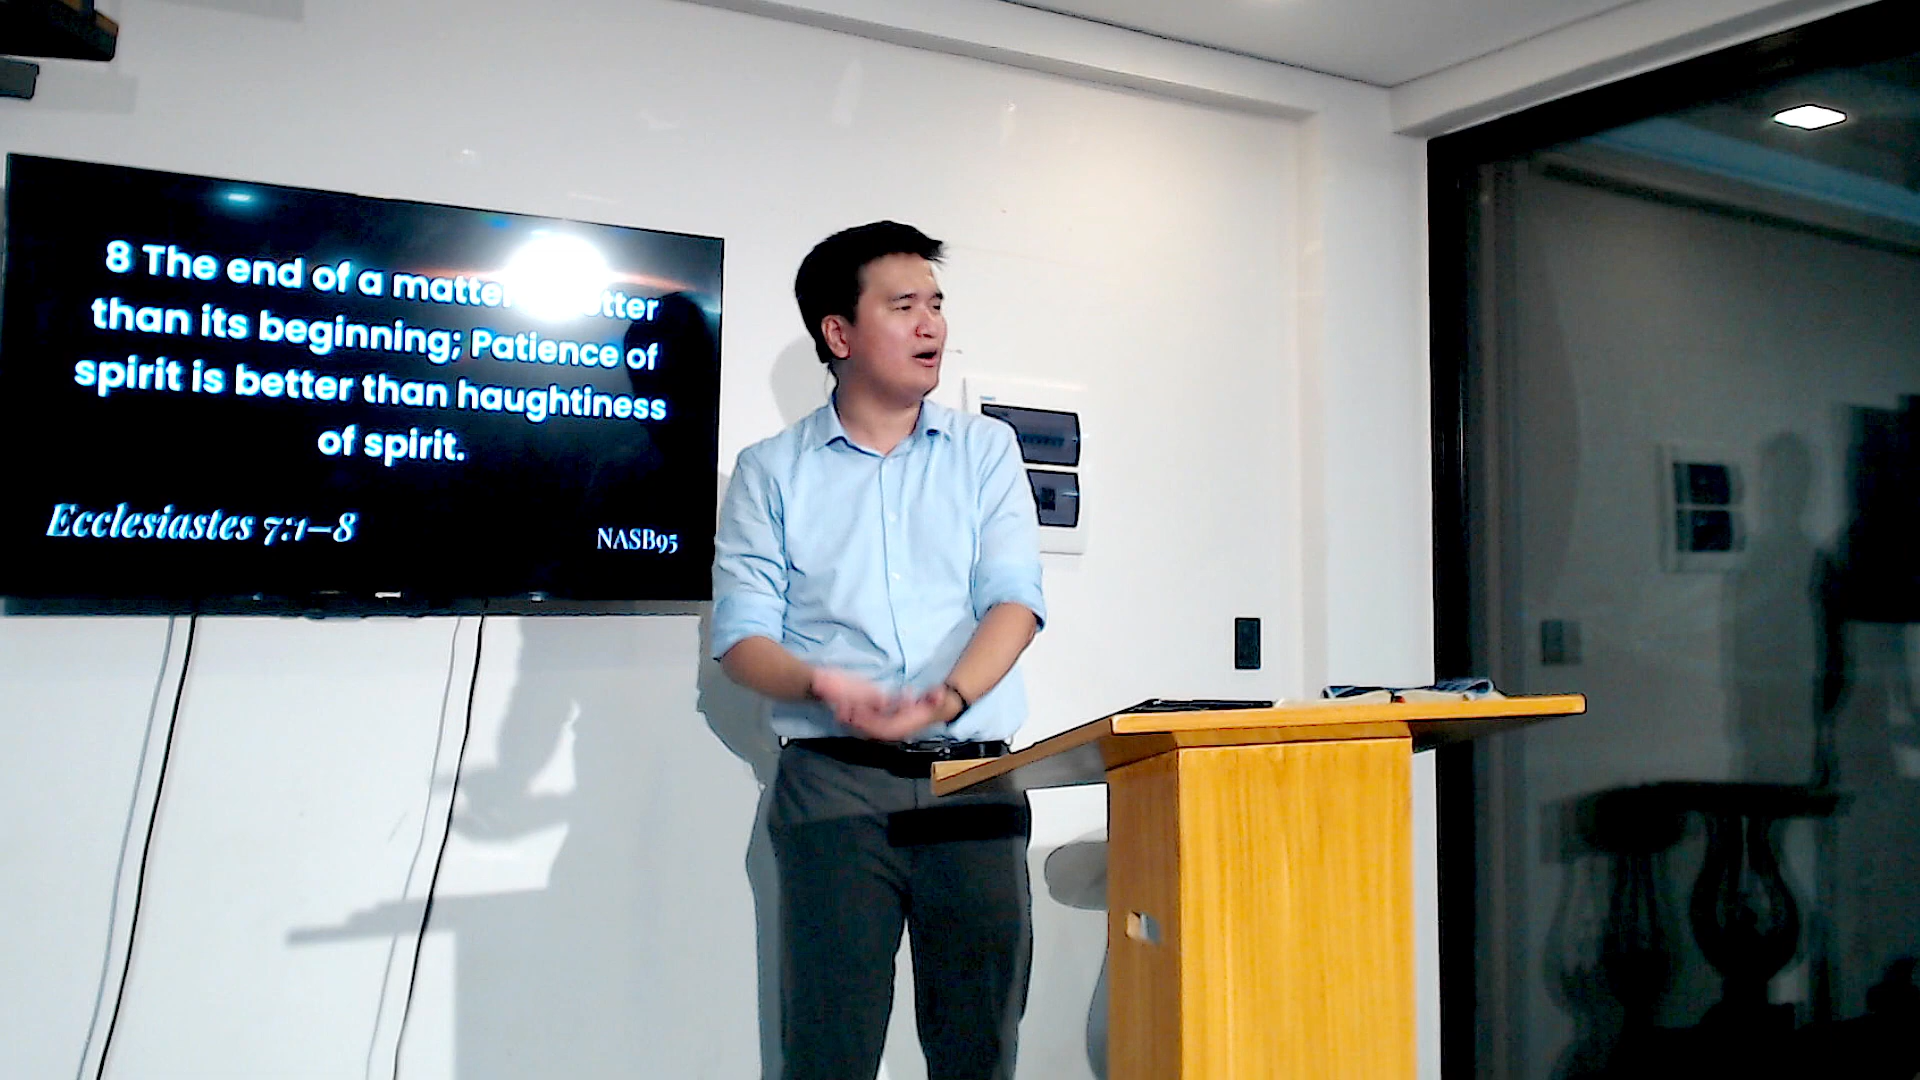 8 The end of a matter better
than its beginning; Patience of
spirit is better than haughtiness
of spirit.
Ecclesiastes 7:1–8
NASB95